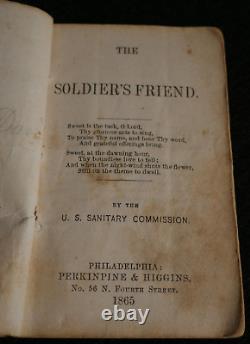 THE
SOLDIER'S FRIEND.
Sweet is the task, O Lord,
Thy glorious acts to sing,
To praise Thy name, and hear Thy word,
And grateful offerings bring.
Sweet, at the dawning hour,
Thy boundless love to tell;
And when the night-wind shuts the flower,
Still on the theme to dwell.
BY THE
U. S. SANITARY COMMISSION.
PHILADELPHIA:
PERKINPINE & HIGGINS,
No. 56 N. Fourth Street.
1865
© worthpoint.com